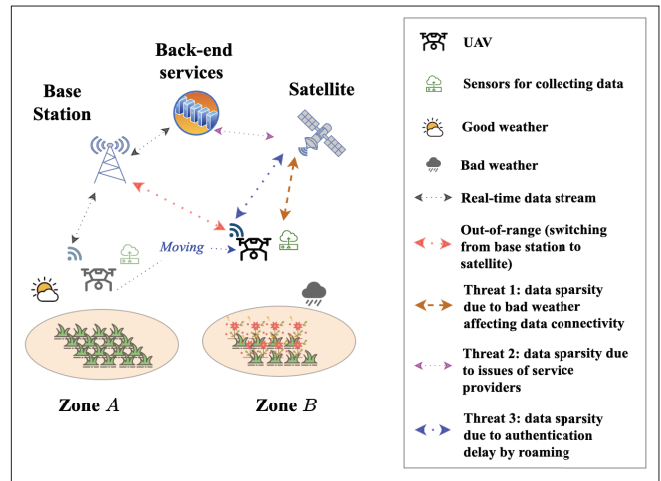 Back-end
services
Base
Station
Satellite
Moving
Zone A
Zone B
UAV
Sensors for collecting data
Good weather
Bad weather
Real-time data stream
Out-of-range (switching
from base station to
satellite)
Threat 1: data sparsity
due to bad weather
affecting data connectivity
Threat 2: data sparsity due
to issues of service
providers
Threat 3: data sparsity
due to authentication
delay by roaming